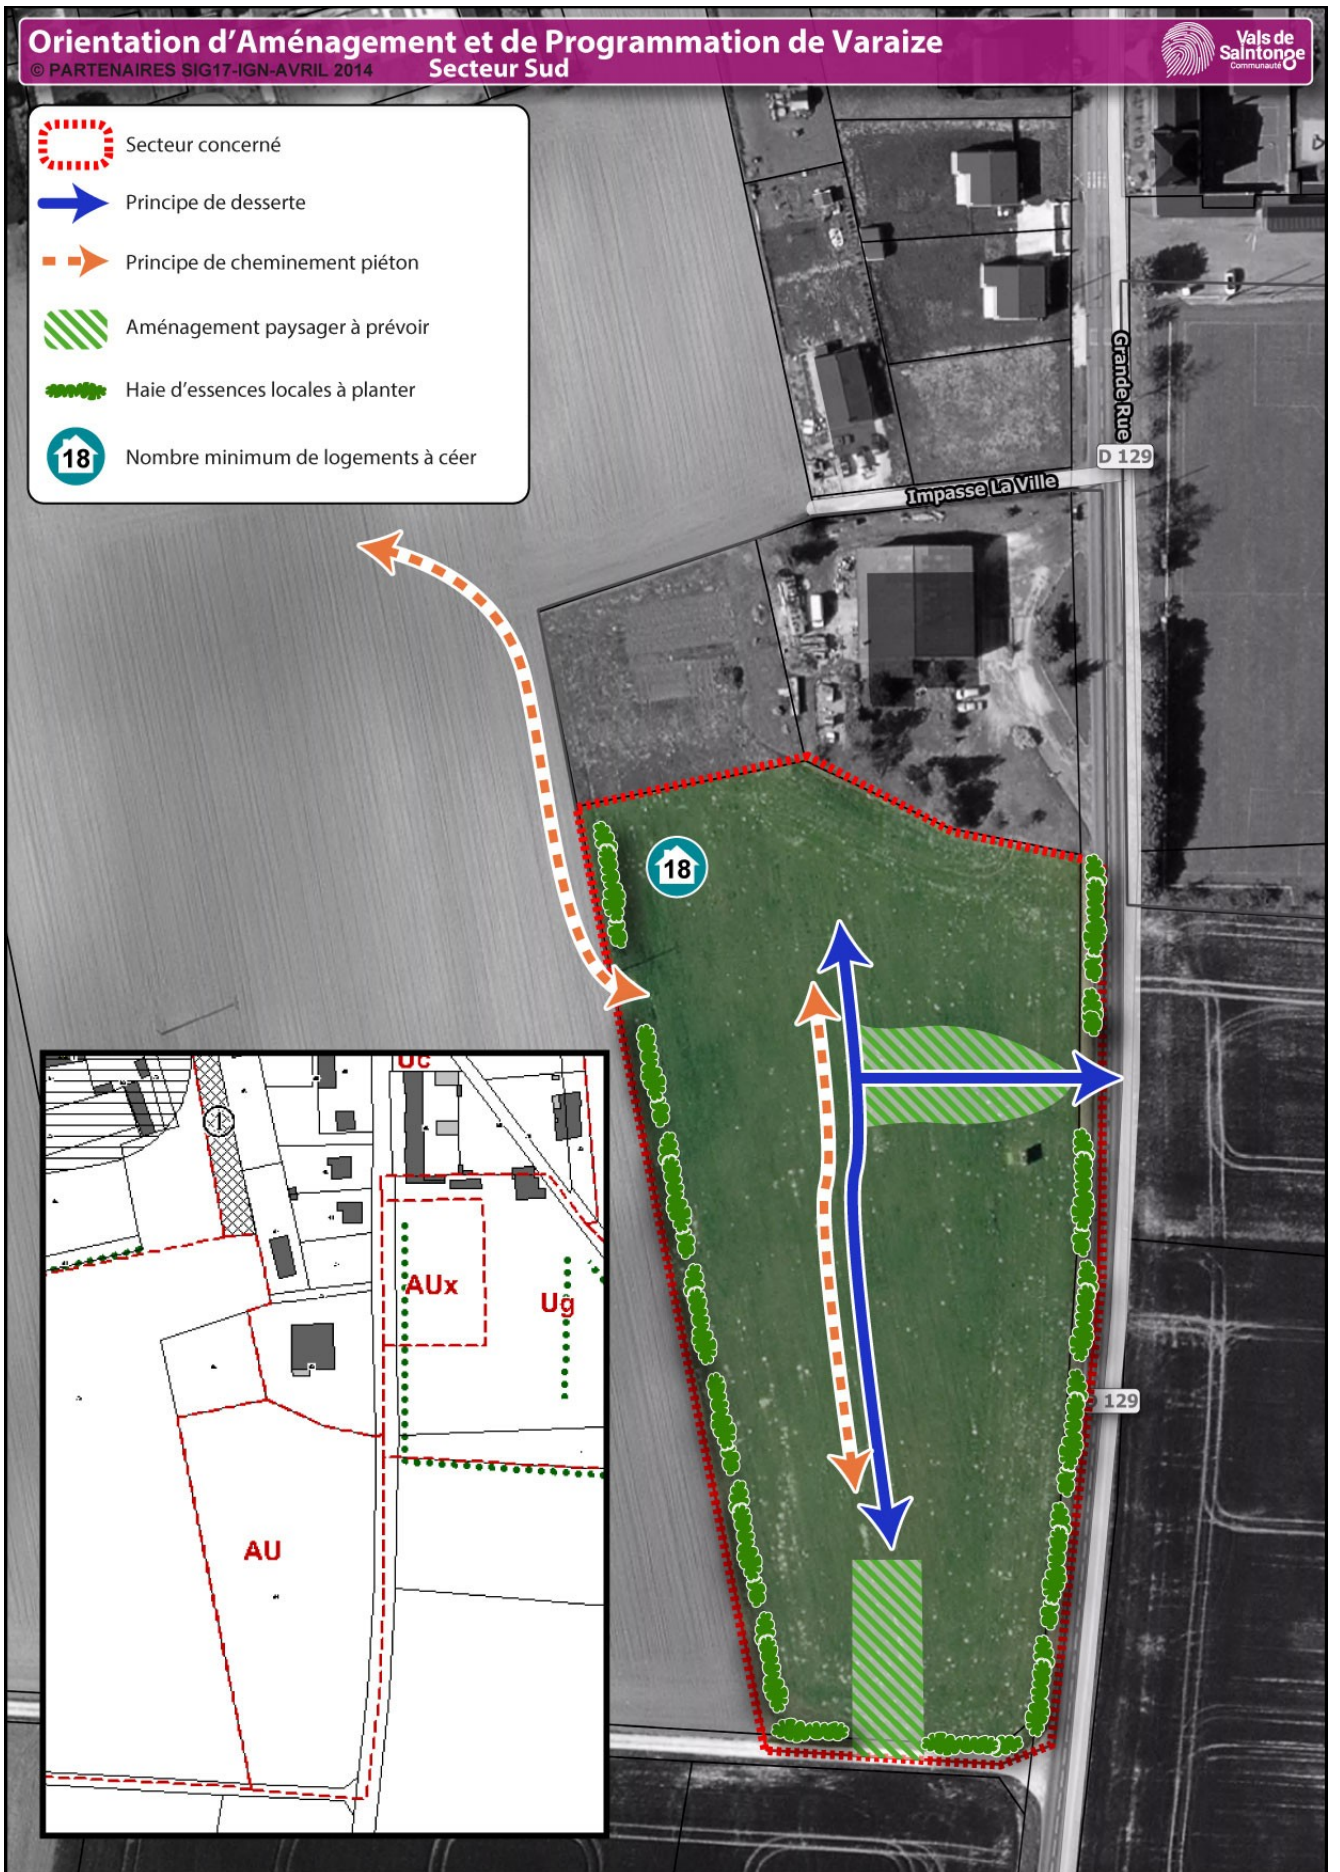 Orientation d'Aménagement et de Programmation de Varaize
© PARTENAIRES SIG17-IGN-AVRIL 2014
Secteur Sud
Vals de
Saintonge
Communauté
Secteur concerné
Principe de desserte
Principe de cheminement piéton
Aménagement paysager à prévoir
Haie d'essences locales à planter
18
Nombre minimum de logements à céer
Grande Rue
D 129
Impasse La Ville
18
D 129
Uc
1
AUx
Ug
AU